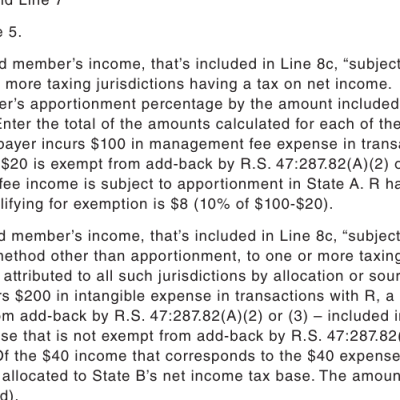 nd Line 7
e 5.
d member’s income, that’s included in Line 8c, “subject
more taxing jurisdictions having a tax on net income.
er’s apportionment percentage by the amount included
Enter the total of the amounts calculated for each of the
payer incurs $100 in management fee expense in trans
$20 is exempt from add-back by R.S. 47:287.82(A)(2) o
fee income is subject to apportionment in State A. R ha
lifying for exemption is $8 (10% of $100-$20).
d member’s income, that’s included in Line 8c, “subject
method other than apportionment, to one or more taxing
attributed to all such jurisdictions by allocation or sour
rs $200 in intangible expense in transactions with R, a
om add-back by R.S. 47:287.82(A)(2) or (3) – included i
se that is not exempt from add-back by R.S. 47:287.82(
Of the $40 income that corresponds to the $40 expense
allocated to State B’s net income tax base. The amoun
d).